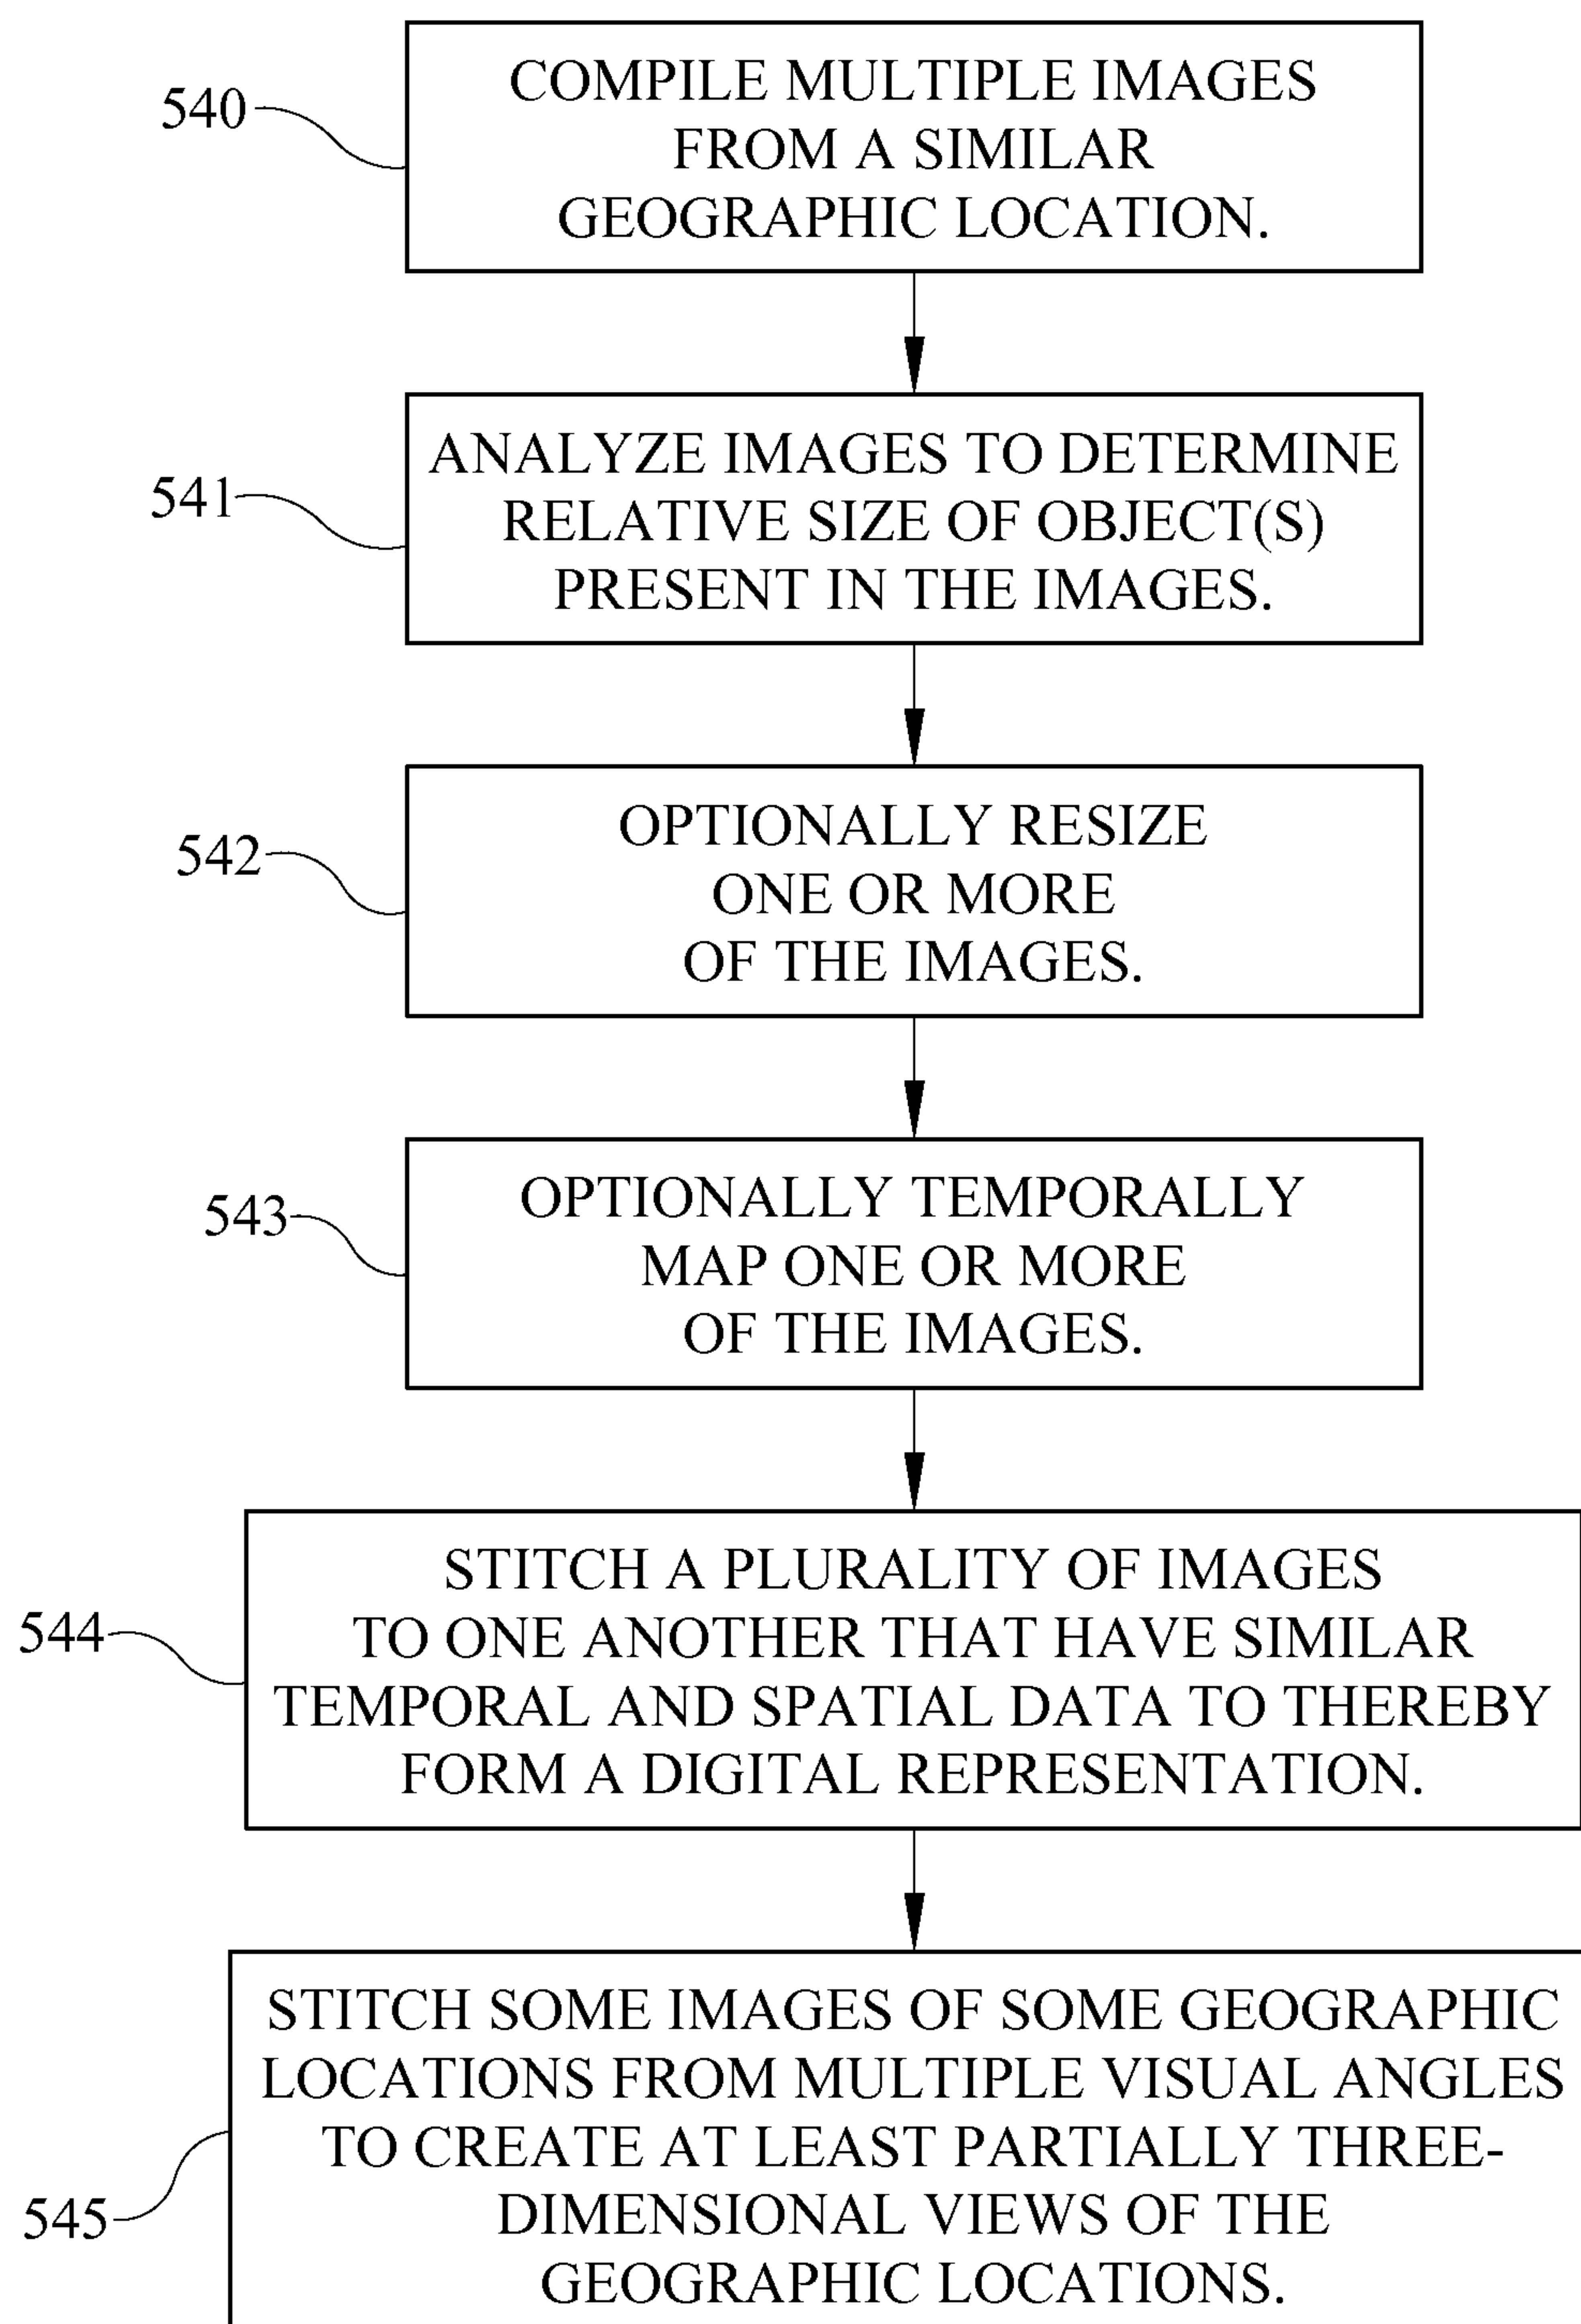 540
COMPILE MULTIPLE IMAGES
FROM A SIMILAR
GEOGRAPHIC LOCATION.
541
ANALYZE IMAGES TO DETERMINE
RELATIVE SIZE OF OBJECT(S)
PRESENT IN THE IMAGES.
542
OPTIONALLY RESIZE
ONE OR MORE
OF THE IMAGES.
543
OPTIONALLY TEMPORALLY
MAP ONE OR MORE
OF THE IMAGES.
544
STITCH A PLURALITY OF IMAGES
TO ONE ANOTHER THAT HAVE SIMILAR
TEMPORAL AND SPATIAL DATA TO THEREBY
FORM A DIGITAL REPRESENTATION.
545
STITCH SOME IMAGES OF SOME GEOGRAPHIC
LOCATIONS FROM MULTIPLE VISUAL ANGLES
TO CREATE AT LEAST PARTIALLY THREE-
DIMENSIONAL VIEWS OF THE
GEOGRAPHIC LOCATIONS.